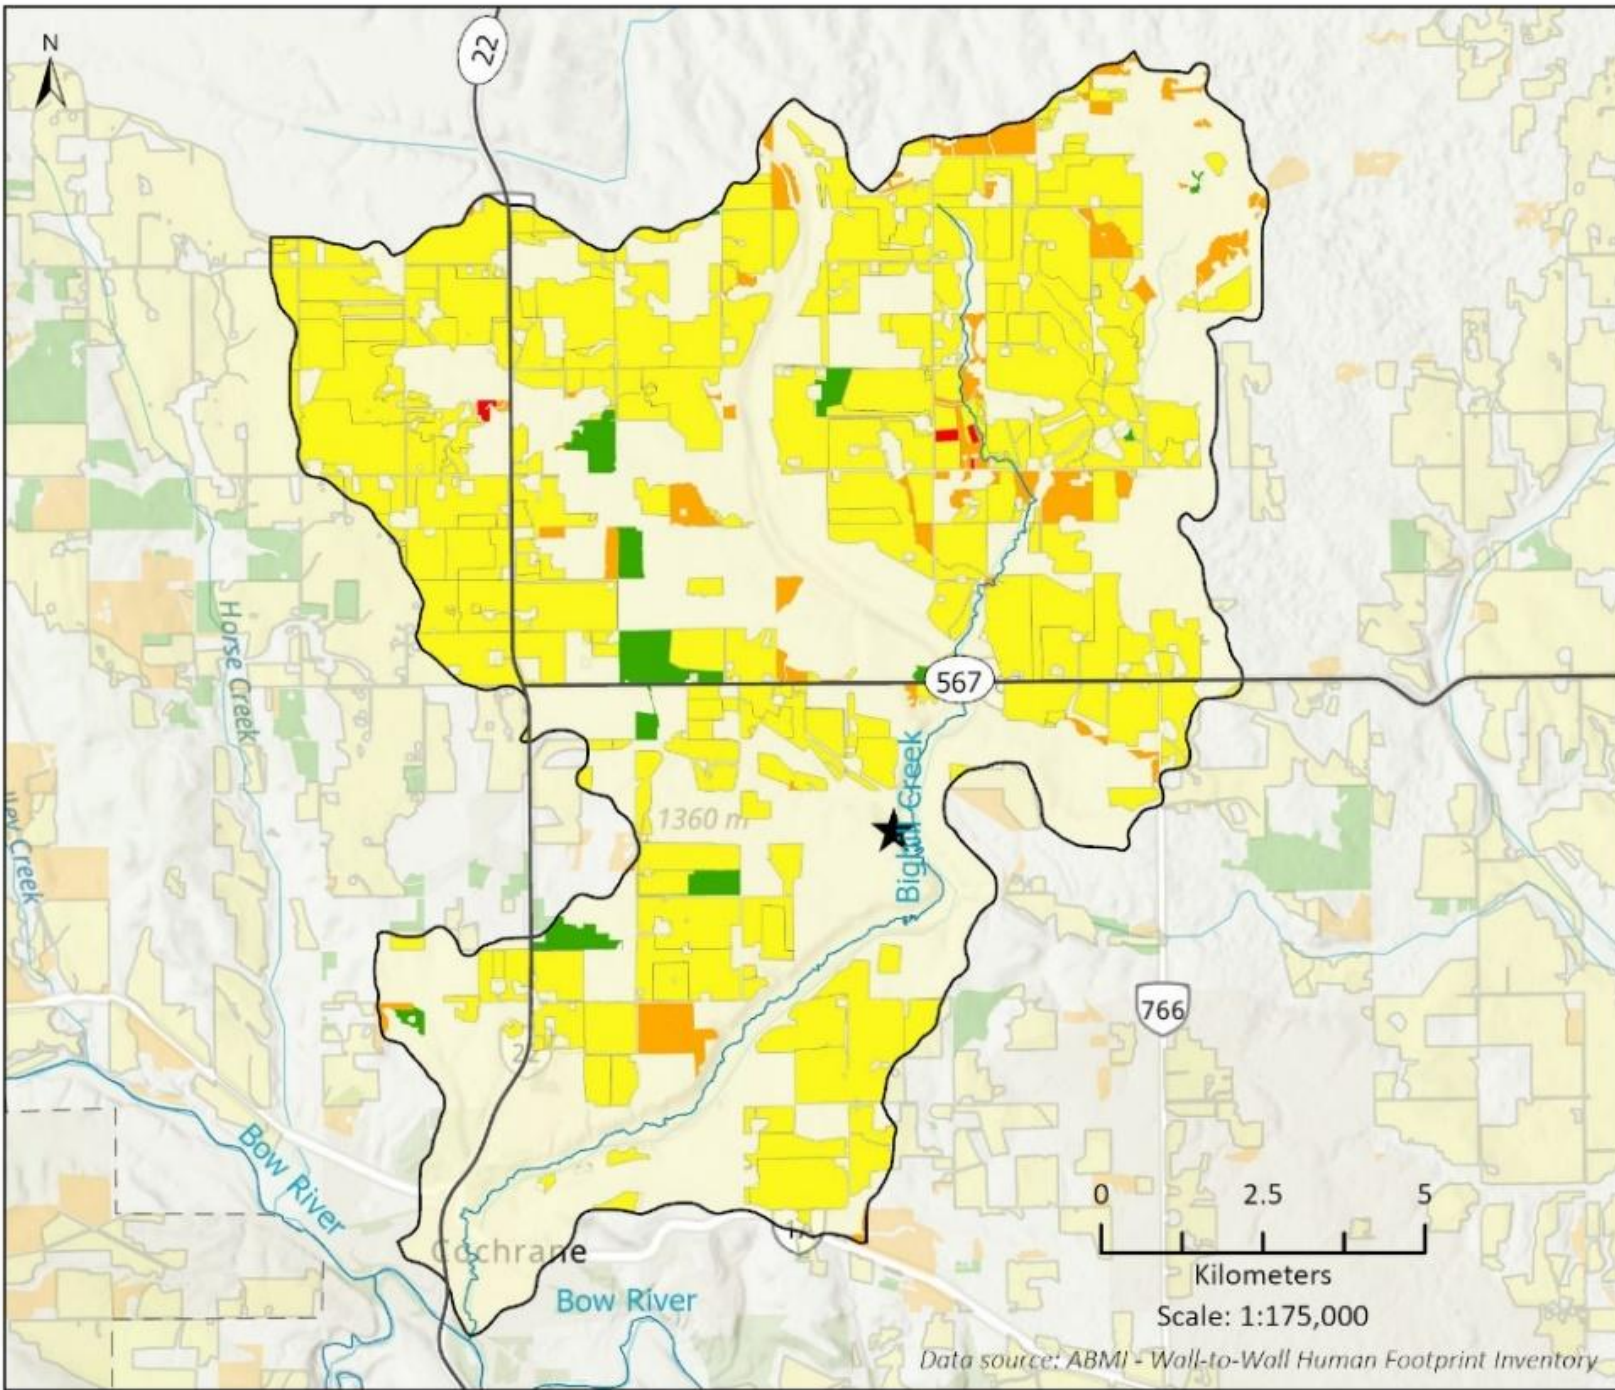 N
22
Horse Creek
567
Bighill Creek
1360 m
Creek
766
22
Bow River
0 2.5 5
Kilometers
Scale: 1:175,000
Cochrane
Bow River
Data source: ABMI - Wall-to-Wall Human Footprint Inventory